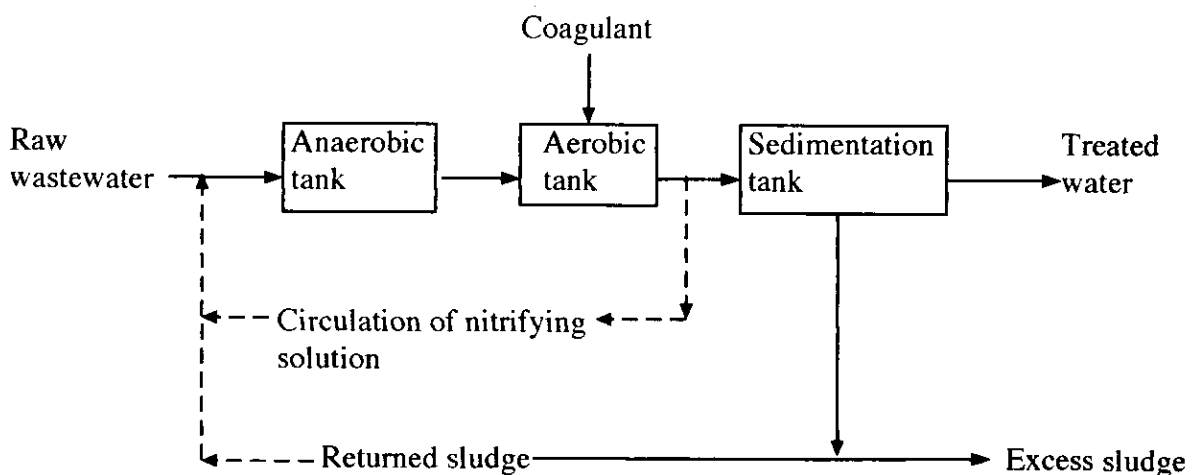 Coagulant
Raw
wastewater
Anaerobic
tank
Aerobic
tank
Sedimentation
tank
Treated
water
Circulation of nitrifying
solution
Returned sludge
Excess sludge